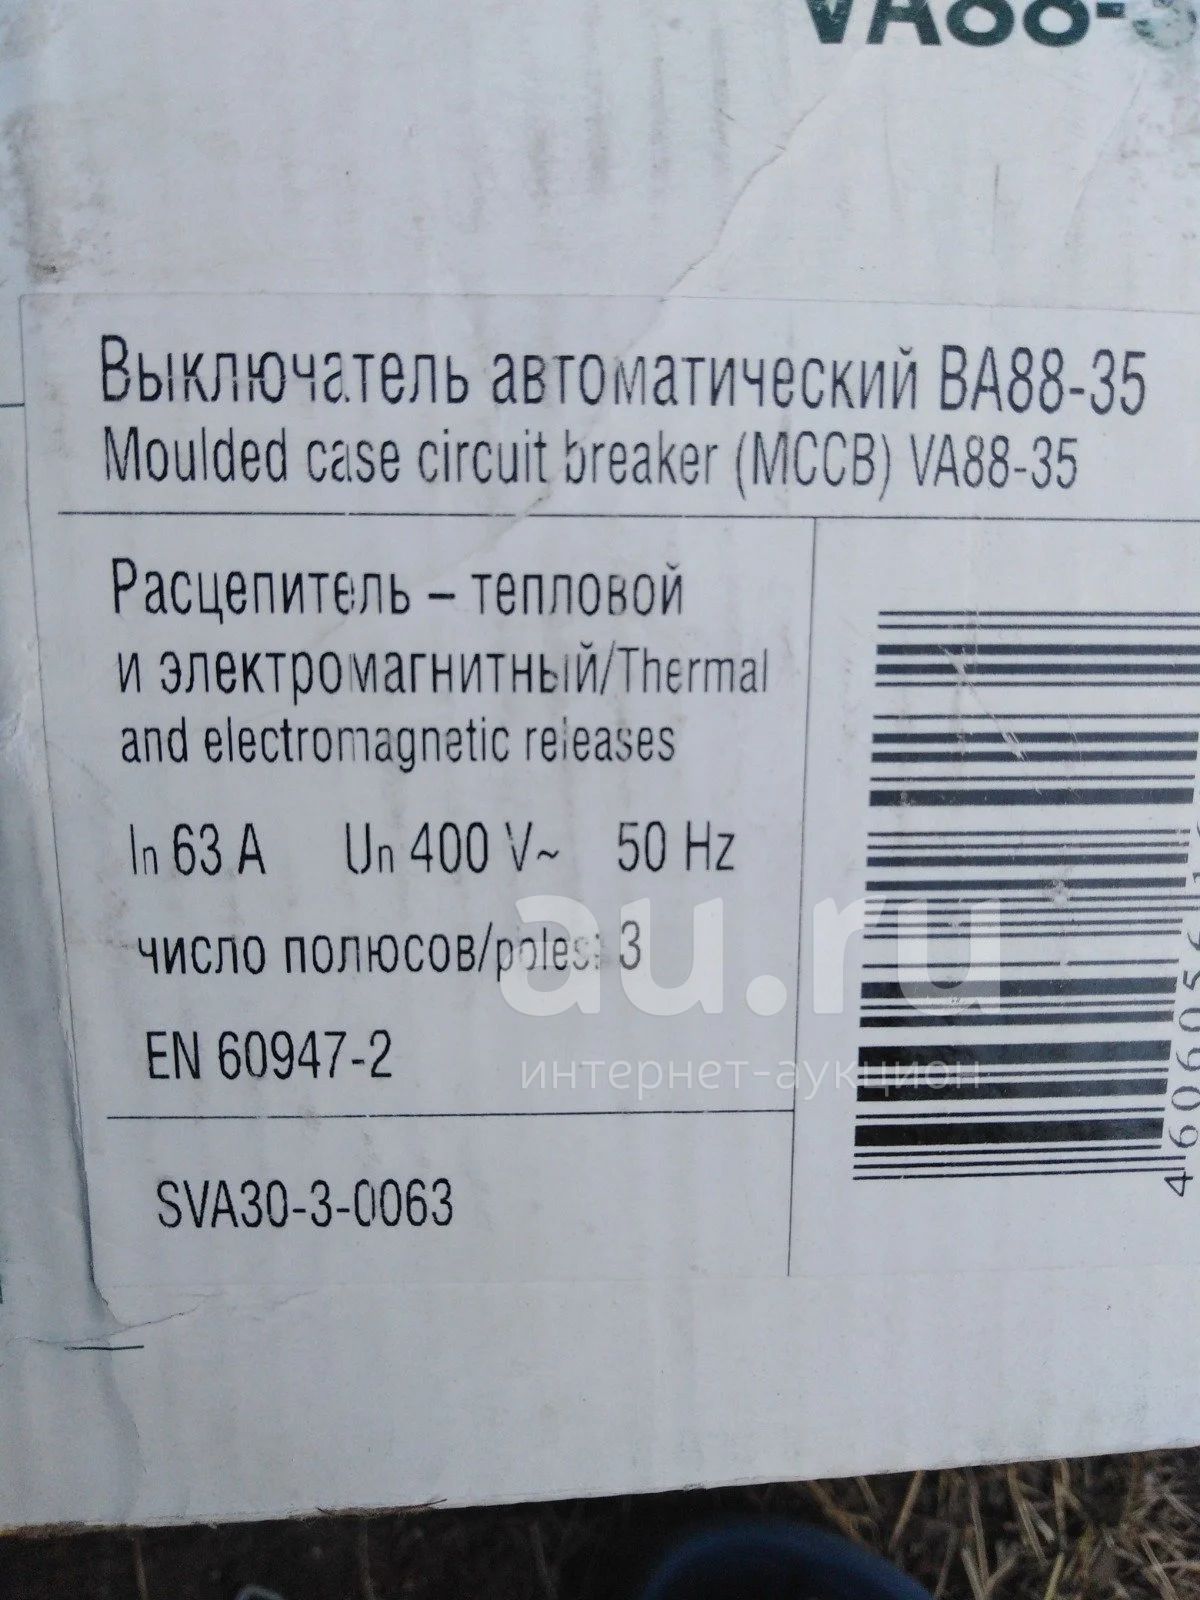 VA88-3
Выключатель автоматический ВА88-35
Moulded case circuit breaker (MCCB) VA88-35
Расцепитель – тепловой
и электромагнитный/Thermal
and electromagnetic releases
In 63 A Un 400 V~ 50 Hz
число полюсов/poles: 3
EN 60947-2
SVA30-3-0063
au.ru
интернет-аукцион